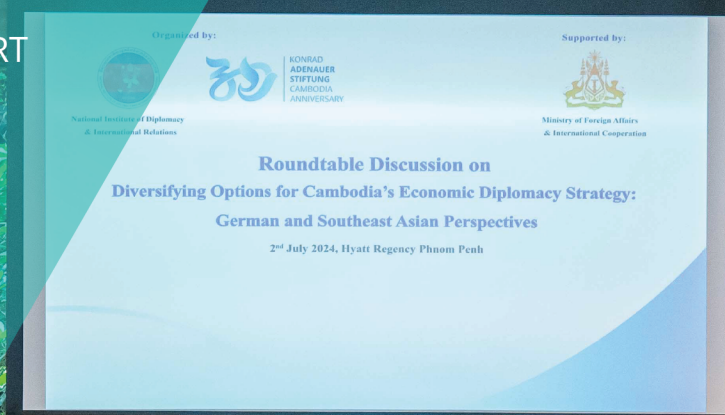 RT
Organized by:
Supported by:
30
KONRAD
ADENAUER
STIFTUNG
CAMBODIA
ANNIVERSARY
National Institute of Diplomacy
& International Relations
Ministry of Foreign Affairs
& International Cooperation
Roundtable Discussion on
Diversifying Options for Cambodia's Economic Diplomacy Strategy:
German and Southeast Asian Perspectives
2nd July 2024, Hyatt Regency Phnom Penh